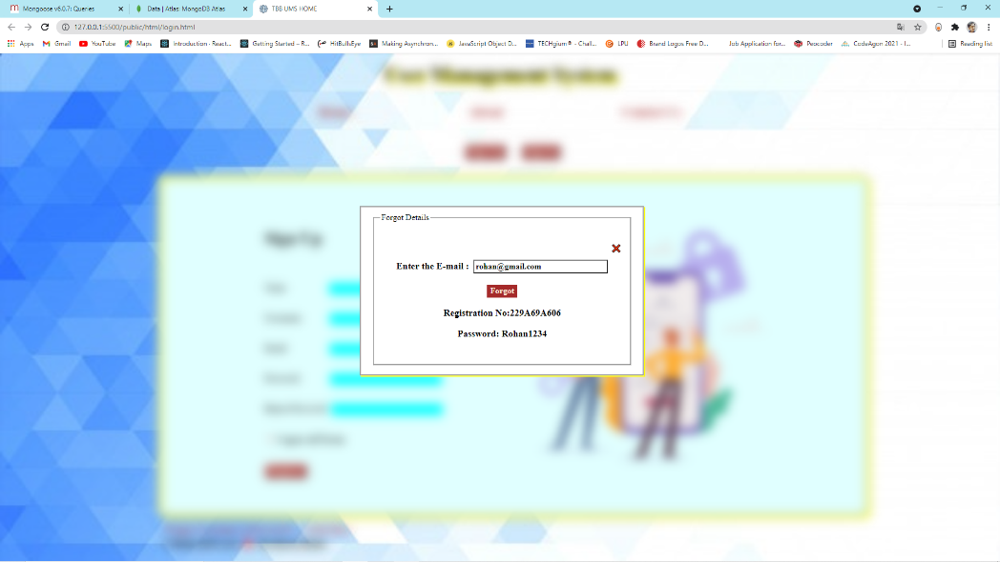 Mongoose v6.0.7: Queries
Data | Atlas: MongoDB Atlas
TBB UMS HOME
127.0.0.1:5500/public/html/login.html
Apps
Gmail
YouTube
Maps
Introduction · React...
Getting Started – R...
HitBullsEye
Making Asynchron...
JavaScript Object D...
TECHgium® - Chall...
LPU
Brand Logos Free D...
Job Application for...
Pepcoder
CodeAgon 2021 - I...
Reading list
User Management System
Sign Up
Forgot Details
Enter the E-mail :
rohan@gmail.com
Forgot
Registration No:229A69A606
Password: Rohan1234